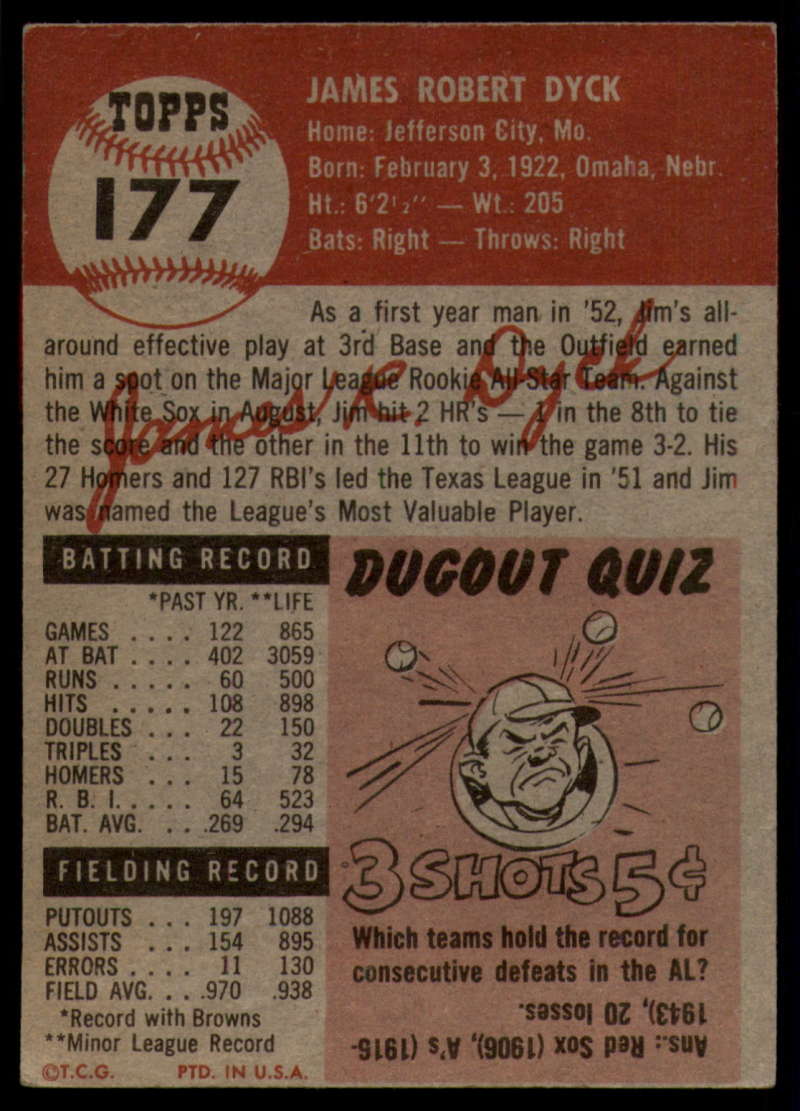 TOPPS
177
JAMES ROBERT DYCK
Home: Jefferson City, Mo.
Born: February 3, 1922, Omaha, Nebr.
Ht.: 6'2½" — Wt.: 205
Bats: Right — Throws: Right
As a first year man in '52, Jim's all-
around effective play at 3rd Base and the Outfield earned
him a spot on the Major League Rookie All-Star Team. Against
the White Sox in August, Jim hit 2 HR's — 1 in the 8th to tie
the score and the other in the 11th to win the game 3-2. His
27 Homers and 127 RBI's led the Texas League in '51 and Jim
was named the League's Most Valuable Player.
James R. Dyck
BATTING RECORD
*PAST YR. **LIFE
GAMES .... 122 865
AT BAT .... 402 3059
RUNS ..... 60 500
HITS ..... 108 898
DOUBLES ... 22 150
TRIPLES ... 3 32
HOMERS ... 15 78
R. B. I. .... 64 523
BAT. AVG. ... .269 .294
FIELDING RECORD
PUTOUTS ... 197 1088
ASSISTS ... 154 895
ERRORS .... 11 130
FIELD AVG. ... .970 .938
*Record with Browns
**Minor League Record
©T.C.G. PTD. IN U.S.A.
DUGOUT QUIZ
3 SHOTS 5¢
Which teams hold the record for
consecutive defeats in the AL?
Ans.: Red Sox (1906), A's (1916-
1943), 20 losses.